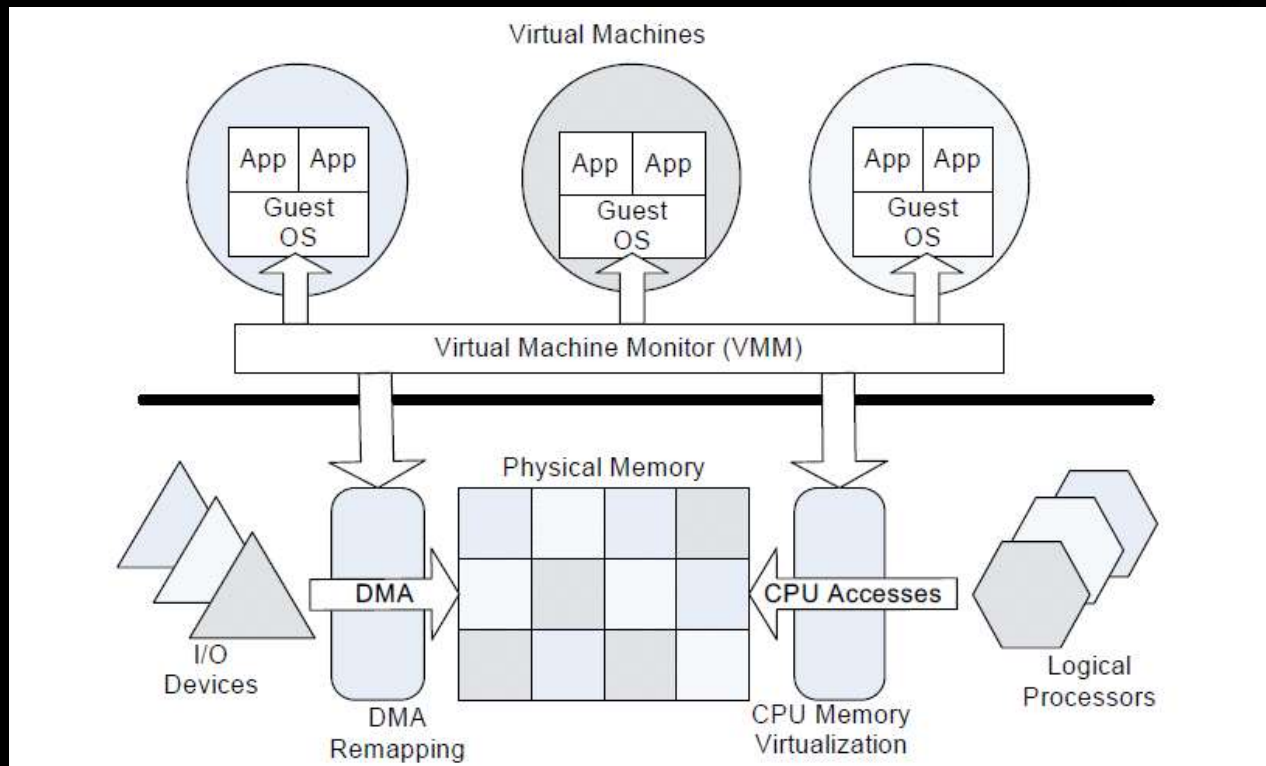 Virtual Machines
App App
Guest
OS
App App
Guest
OS
App App
Guest
OS
Virtual Machine Monitor (VMM)
Physical Memory
DMA
CPU Accesses
I/O
Devices
DMA
Remapping
CPU Memory
Virtualization
Logical
Processors